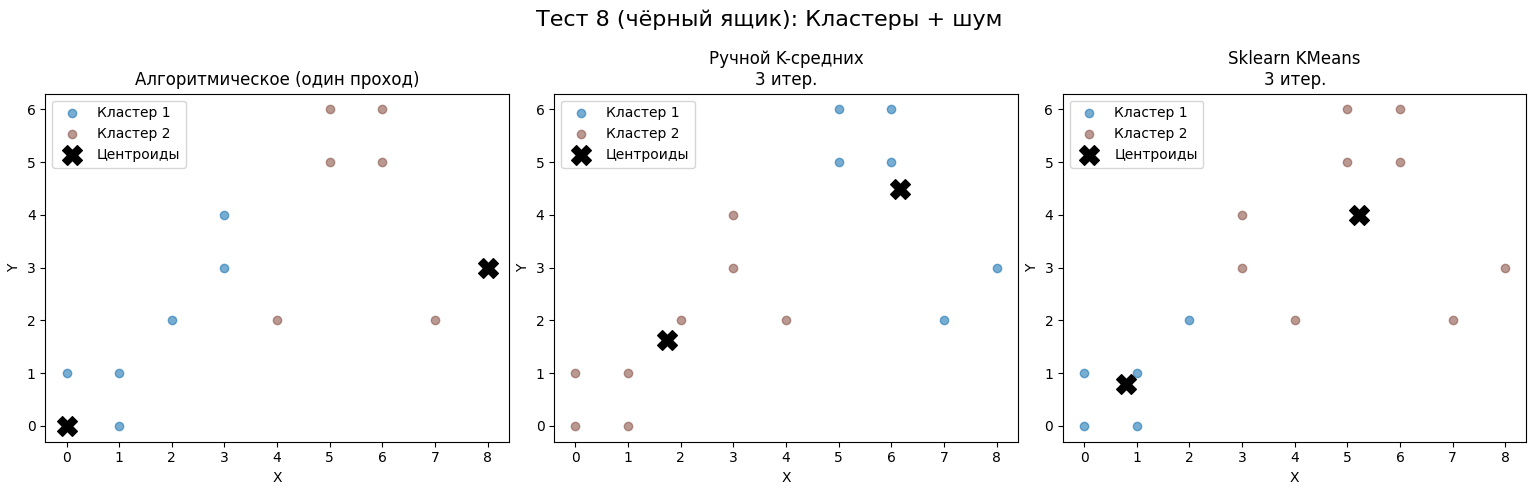 Тест 8 (чёрный ящик): Кластеры + шум
Алгоритмическое (один проход)
Кластер 1
Кластер 2
Центроиды
Y
6
5
4
3
2
1
0
0 1 2 3 4 5 6 7 8
X
Ручной K-средних
3 итер.
Кластер 1
Кластер 2
Центроиды
Y
6
5
4
3
2
1
0
0 1 2 3 4 5 6 7 8
X
Sklearn KMeans
3 итер.
Кластер 1
Кластер 2
Центроиды
Y
6
5
4
3
2
1
0
0 1 2 3 4 5 6 7 8
X